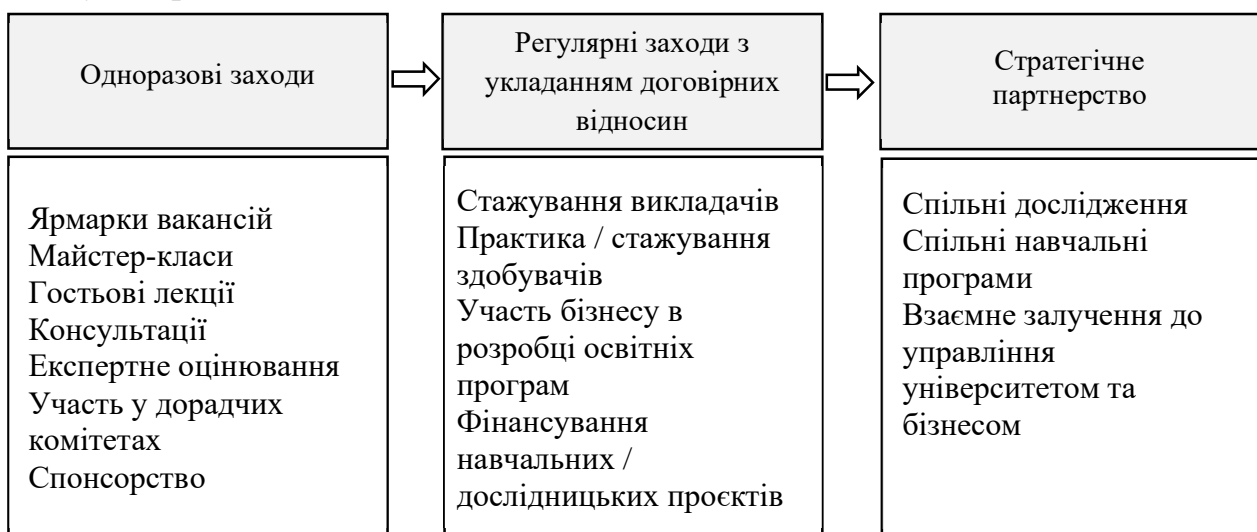 Одноразові заходи
Регулярні заходи з
укладанням договірних
відносин
Стратегічне
партнерство
Ярмарки вакансій
Майстер-класи
Гостьові лекції
Консультації
Експертне оцінювання
Участь у дорадчих
комітетах
Спонсорство
Стажування викладачів
Практика / стажування
здобувачів
Участь бізнесу в
розробці освітніх
програм
Фінансування
навчальних /
дослідницьких проєктів
Спільні дослідження
Спільні навчальні
програми
Взаємне залучення до
управління
університетом та
бізнесом